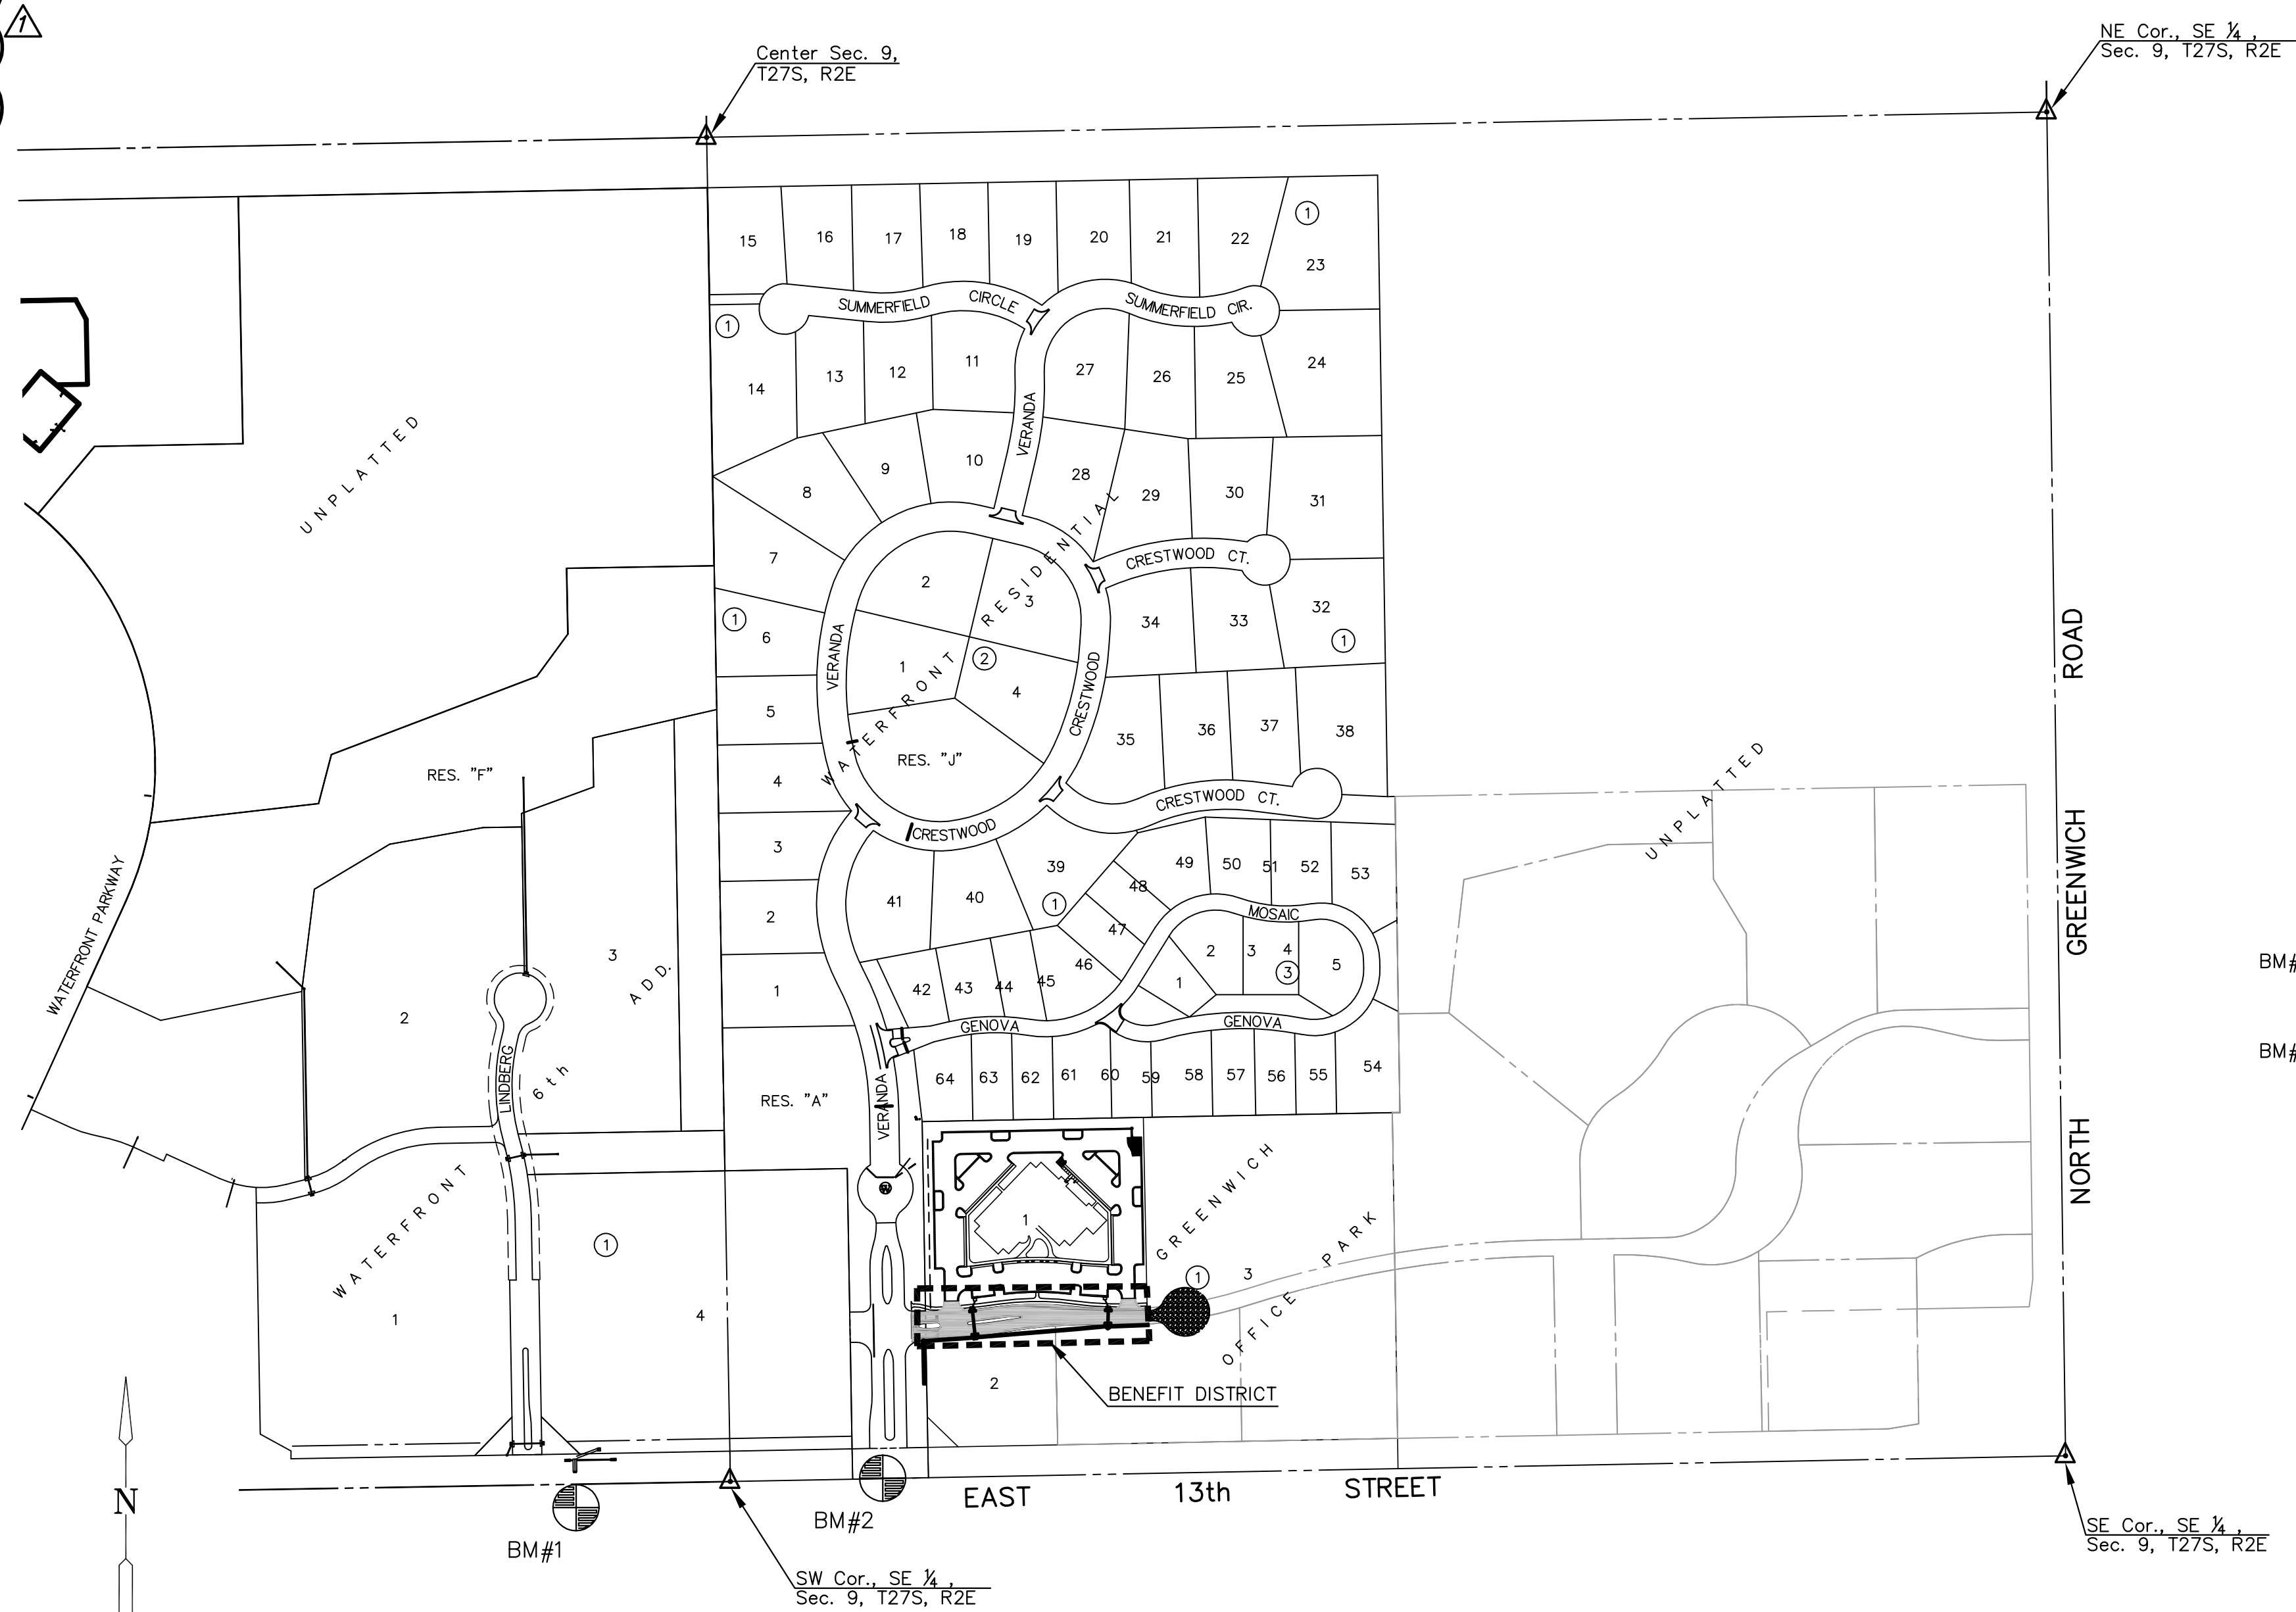 1
Center Sec. 9,
T27S, R2E
NE Cor., SE ¼ ,
Sec. 9, T27S, R2E
15
16
17
18
19
20
21
22
1
23
SUMMERFIELD CIRCLE
SUMMERFIELD CIR.
1
14
13
12
11
27
26
25
24
VERANDA
UNPLATTED
8
9
10
28
29
30
31
7
CRESTWOOD CT.
2
3
1
6
34
33
32
1
VERANDA
1
2
4
CRESTWOOD
WATERFRONT RESIDENTIAL
5
35
36
37
38
RES. "J"
RES. "F"
4
CRESTWOOD CT.
CRESTWOOD
UNPLATTED
3
39
49
50
51
52
53
48
41
40
1
2
47
MOSAIC
WATERFRONT PARKWAY
3
2
3
4
5
3
46
1
45
44
43
42
1
2
GENOVA
GENOVA
LINDBERG
WATERFRONT 6th ADD.
RES. "A"
VERANDA
64
63
62
61
60
59
58
57
56
55
54
NORTH GREENWICH ROAD
BM#
BM#
1
1
1
4
GREENWICH
OFFICE PARK
1
3
2
BENEFIT DISTRICT
N
BM#1
BM#2
EAST 13th STREET
SW Cor., SE ¼ ,
Sec. 9, T27S, R2E
SE Cor., SE ¼ ,
Sec. 9, T27S, R2E